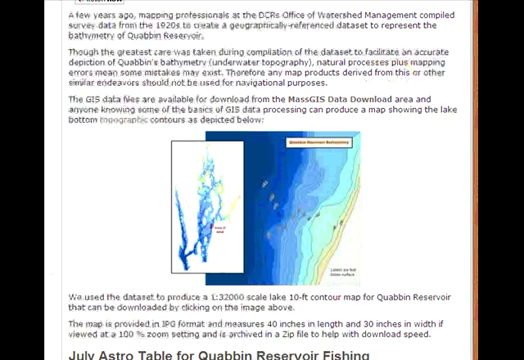 A few years ago, mapping professionals at the DCRs Office of Watershed Management compiled
survey data from the 1920s to create a geographically-referenced dataset to represent the
bathymetry of Quabbin Reservoir.
Though the greatest care was taken during compilation of the dataset to facilitate an accurate
depiction of Quabbin's bathymetry (underwater topography), natural processes plus mapping
errors mean some mistakes may exist. Therefore any map products derived from this or other
similar endeavors should not be used for navigational purposes.
The GIS data files are available for download from the MassGIS Data Download area and
anyone knowing some of the basics of GIS data processing can produce a map showing the lake
bottom topographic contours as depicted below:
Quabbin Reservoir Bathymetry
We used the dataset to produce a 1:32000 scale lake 10-ft contour map for Quabbin Reservoir
that can be downloaded by clicking on the image above.
The map is provided in JPG format and measures 40 inches in length and 30 inches in width if
viewed at a 100 % zoom setting and is archived in a Zip file to help with download speed.
July Astro Table for Quabbin Reservoir Fishing